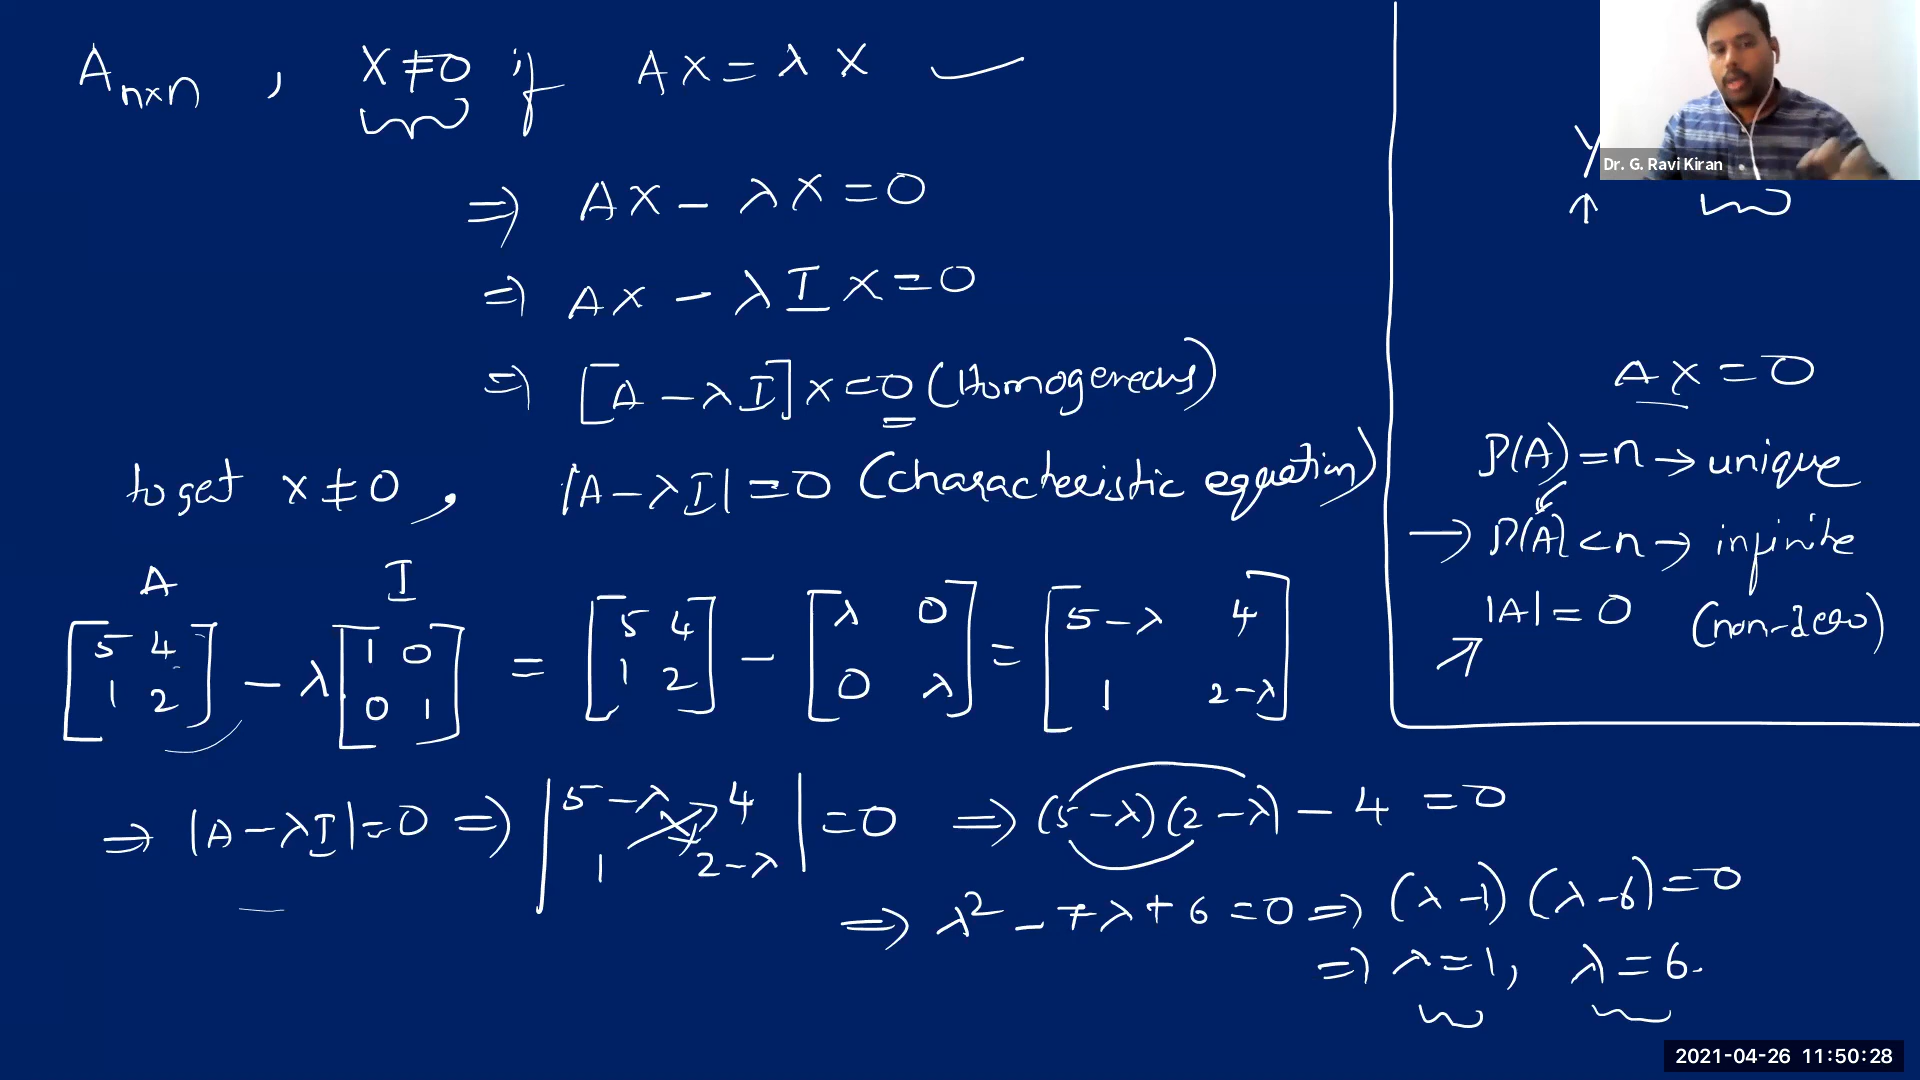 A n×n , X ≠ 0 if AX = λX
⇒ AX − λX = 0
⇒ AX − λIX = 0
⇒ [A − λI]X = 0 (Homogeneous)
to get X ≠ 0, |A − λI| = 0 (characteristic equation)
A I
[5 4; 1 2] − λ[1 0; 0 1] = [5 4; 1 2] − [λ 0; 0 λ] = [5−λ 4; 1 2−λ]
⇒ |A − λI| = 0 ⇒ |5−λ 4; 1 2−λ| = 0 ⇒ (5−λ)(2−λ) − 4 = 0
⇒ λ² − 7λ + 6 = 0 ⇒ (λ−1)(λ−6) = 0
⇒ λ = 1, λ = 6.
Dr. G. Ravi Kiran
AX = 0
ρ(A) = n → unique
→ ρ(A) < n → infinite
|A| = 0 (non-zero)
2021-04-26 11:50:28